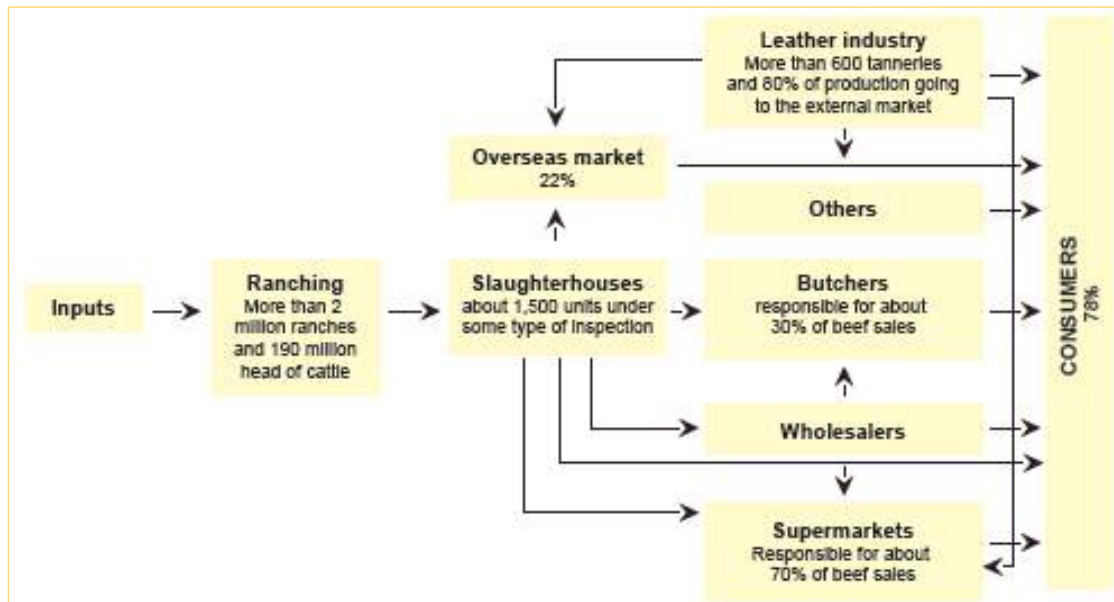 Leather industry
More than 600 tanneries
and 80% of production going
to the external market
Overseas market
22%
Others
Inputs
Ranching
More than 2
million ranches
and 190 million
head of cattle
Slaughterhouses
about 1,500 units under
some type of inspection
Butchers
responsible for about
30% of beef sales
Wholesalers
Supermarkets
Responsible for about
70% of beef sales
CONSUMERS
78%